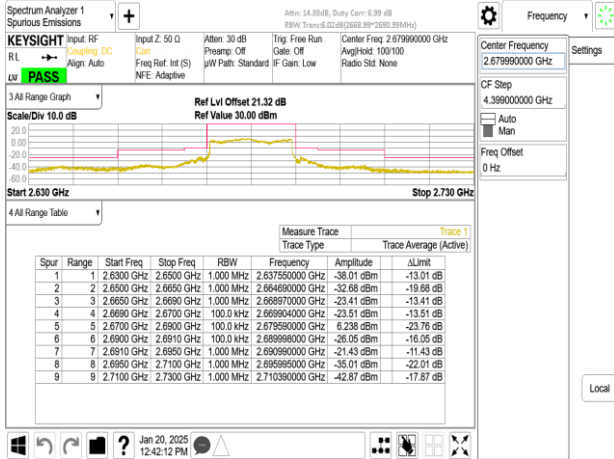 Spectrum Analyzer 1
Spurious Emissions
Attn: 14.33dB, Duty Corr: 6.99 dB
RBW Trans:6.02dB(2668.99~2690.99MHz)
Frequency
KEYSIGHT
Input: RF
Coupling: DC
Align: Auto
Input Z: 50 Ω
Corr
Freq Ref: Int (S)
NFE: Adaptive
Atten: 30 dB
Preamp: Off
µW Path: Standard
Trig: Free Run
Gate: Off
IF Gain: Low
Center Freq: 2.679990000 GHz
Avg|Hold: 100/100
Radio Std: None
RL
LXI
PASS
Center Frequency
2.679990000 GHz
Settings
CF Step
4.399000000 GHz
Auto
Man
Freq Offset
0 Hz
3 All Range Graph
Scale/Div 10.0 dB
Ref Lvl Offset 21.32 dB
Ref Value 30.00 dBm
20.0
0.00
-20.0
-40.0
-60.0
Start 2.630 GHz
Stop 2.730 GHz
4 All Range Table
Measure Trace Trace 1
Trace Type Trace Average (Active)
Spur Range Start Freq Stop Freq RBW Frequency Amplitude ΔLimit
1 1 2.6300 GHz 2.6500 GHz 1.000 MHz 2.637550000 GHz -38.01 dBm -13.01 dB
2 2 2.6500 GHz 2.6650 GHz 1.000 MHz 2.664690000 GHz -32.68 dBm -19.68 dB
3 3 2.6650 GHz 2.6690 GHz 1.000 MHz 2.668970000 GHz -23.41 dBm -13.41 dB
4 4 2.6690 GHz 2.6700 GHz 100.0 kHz 2.669904000 GHz -23.51 dBm -13.51 dB
5 5 2.6700 GHz 2.6900 GHz 100.0 kHz 2.679590000 GHz 6.238 dBm -23.76 dB
6 6 2.6900 GHz 2.6910 GHz 100.0 kHz 2.689998000 GHz -26.05 dBm -16.05 dB
7 7 2.6910 GHz 2.6950 GHz 1.000 MHz 2.690990000 GHz -21.43 dBm -11.43 dB
8 8 2.6950 GHz 2.7100 GHz 1.000 MHz 2.695995000 GHz -35.01 dBm -22.01 dB
9 9 2.7100 GHz 2.7300 GHz 1.000 MHz 2.710390000 GHz -42.87 dBm -17.87 dB
Local
Jan 20, 2025
12:42:12 PM